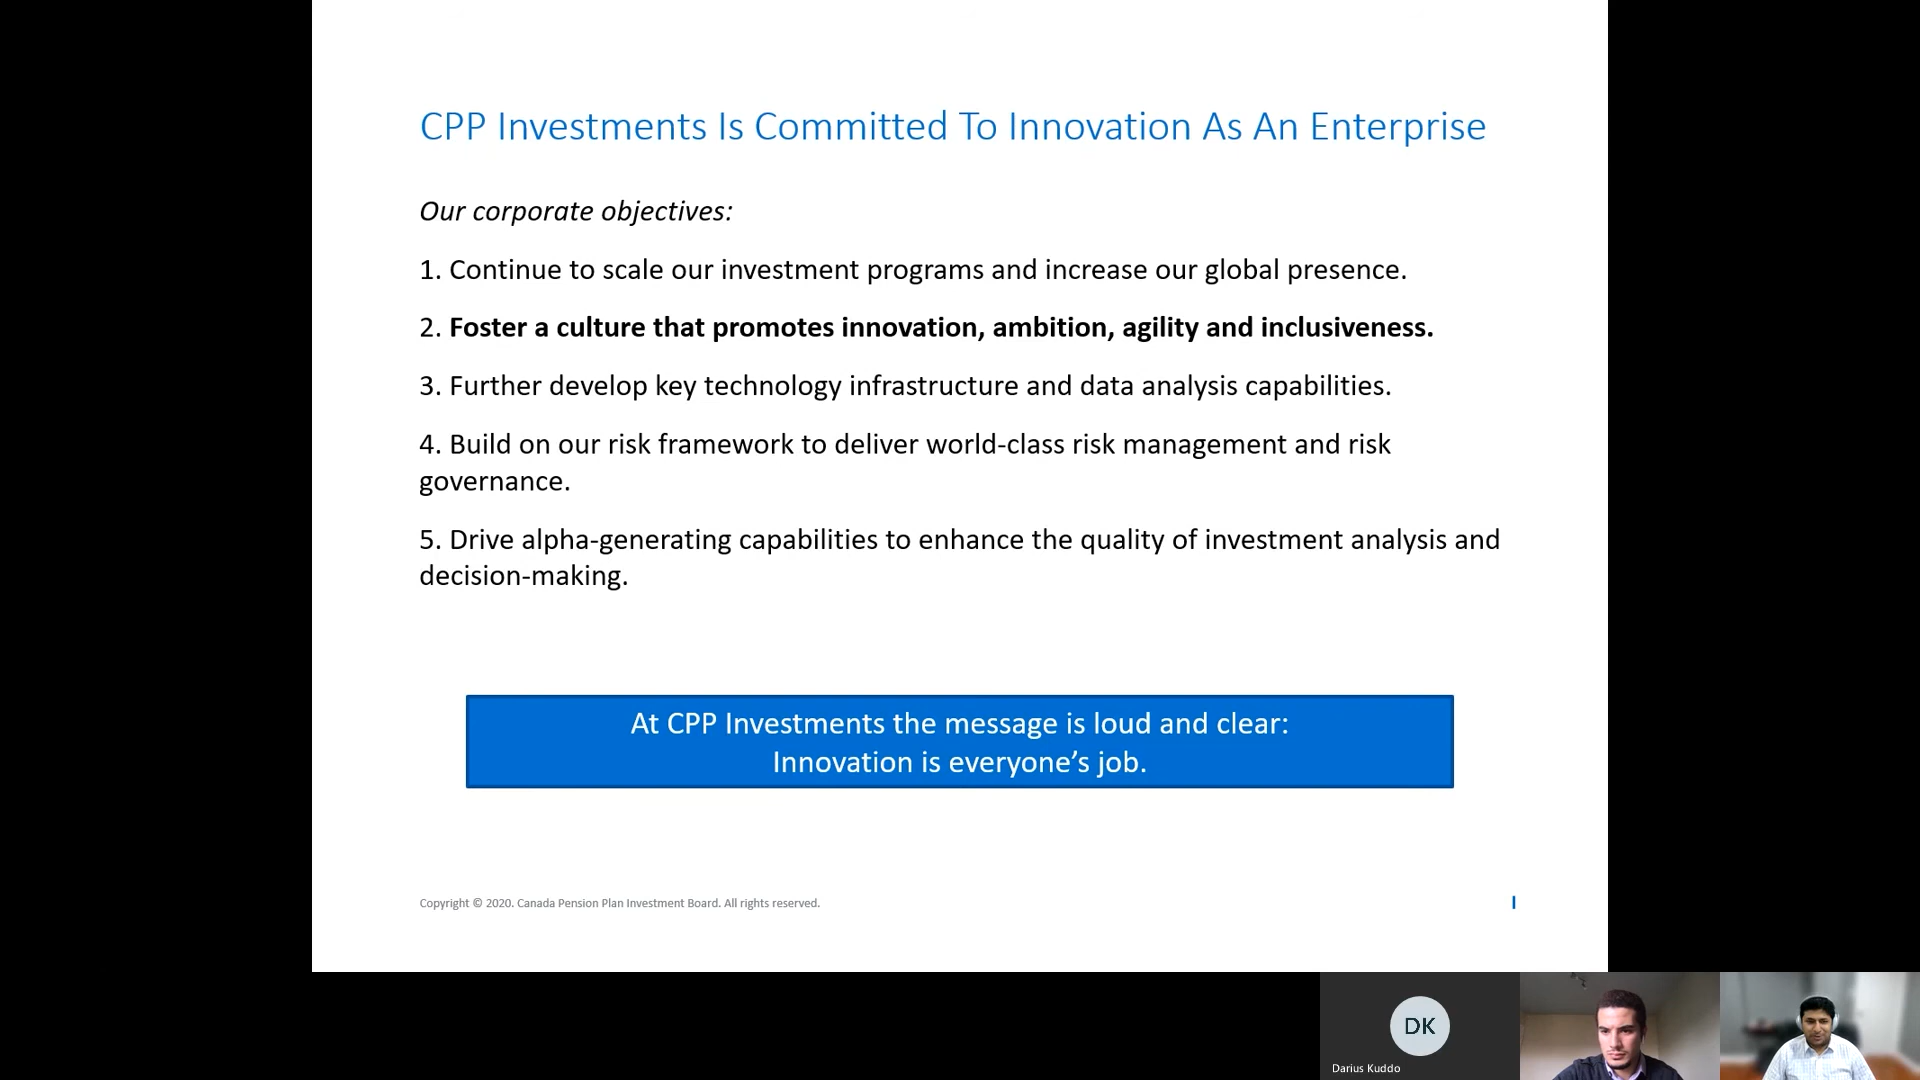 CPP Investments Is Committed To Innovation As An Enterprise
Our corporate objectives:
1. Continue to scale our investment programs and increase our global presence.
2. Foster a culture that promotes innovation, ambition, agility and inclusiveness.
3. Further develop key technology infrastructure and data analysis capabilities.
4. Build on our risk framework to deliver world-class risk management and risk
governance.
5. Drive alpha-generating capabilities to enhance the quality of investment analysis and
decision-making.
At CPP Investments the message is loud and clear:
Innovation is everyone’s job.
Copyright © 2020. Canada Pension Plan Investment Board. All rights reserved.
DK
Darius Kuddo